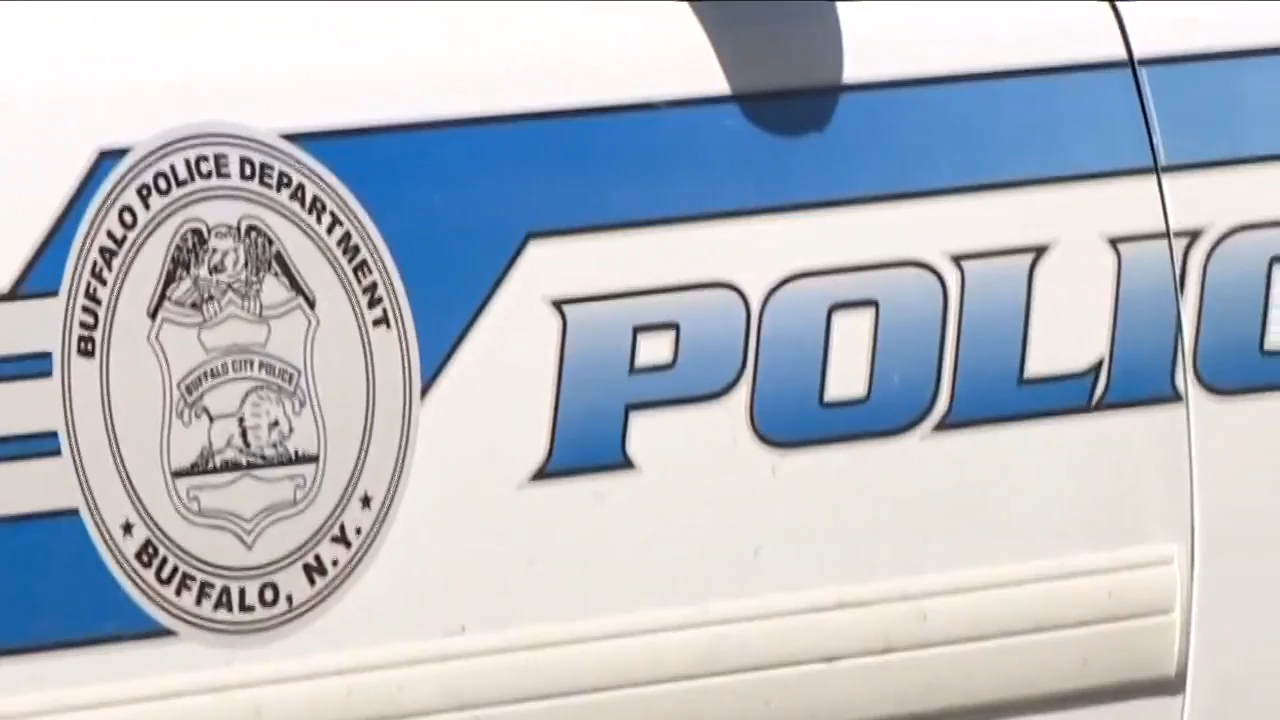 BUFFALO POLICE DEPARTMENT
BUFFALO CITY POLICE
★ BUFFALO, N.Y. ★
POLIC